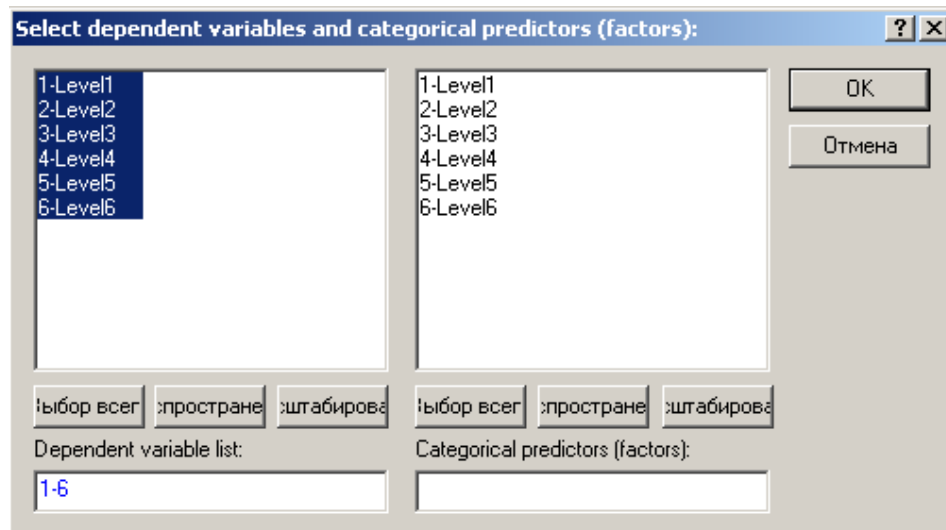 Select dependent variables and categorical predictors (factors):
1-Level1
2-Level2
3-Level3
4-Level4
5-Level5
6-Level6
1-Level1
2-Level2
3-Level3
4-Level4
5-Level5
6-Level6
OK
Отмена
ыбор всег
спростране
штабирова
ыбор всег
спростране
штабирова
Dependent variable list:
Categorical predictors (factors):
1-6